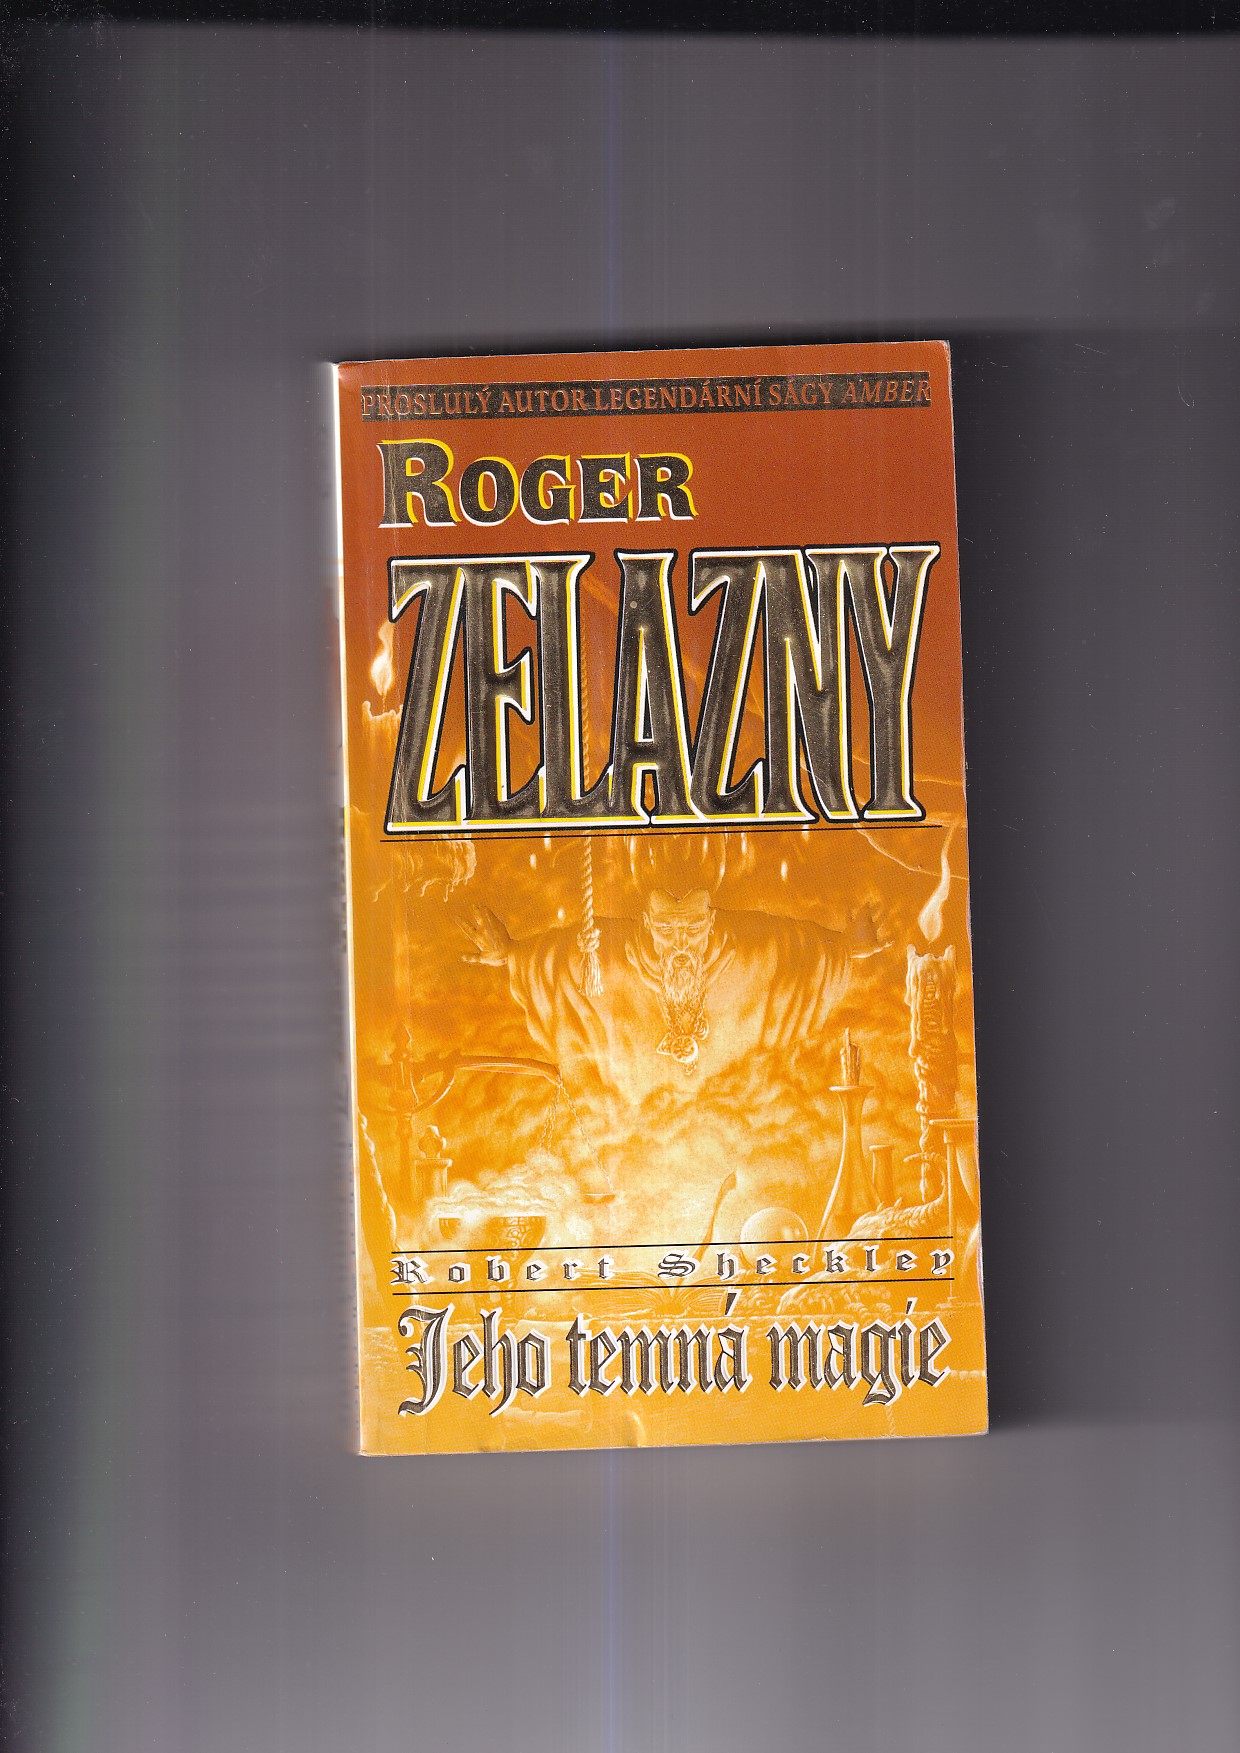 PROSLULÝ AUTOR LEGENDÁRNÍ SÁGY AMBER
ROGER
ZELAZNY
Robert Sheckley
Jeho temná magie